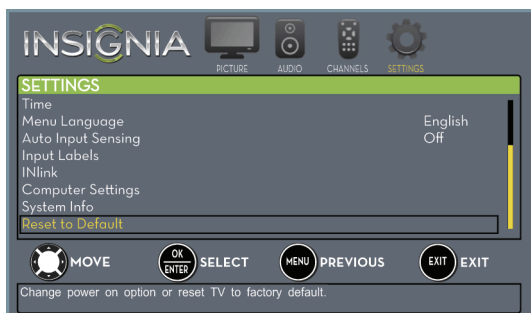 INSIGNIA
PICTURE AUDIO CHANNELS SETTINGS
SETTINGS
Time
Menu Language English
Auto Input Sensing Off
Input Labels
INlink
Computer Settings
System Info
Reset to Default
MOVE OK ENTER SELECT MENU PREVIOUS EXIT EXIT
Change power on option or reset TV to factory default.